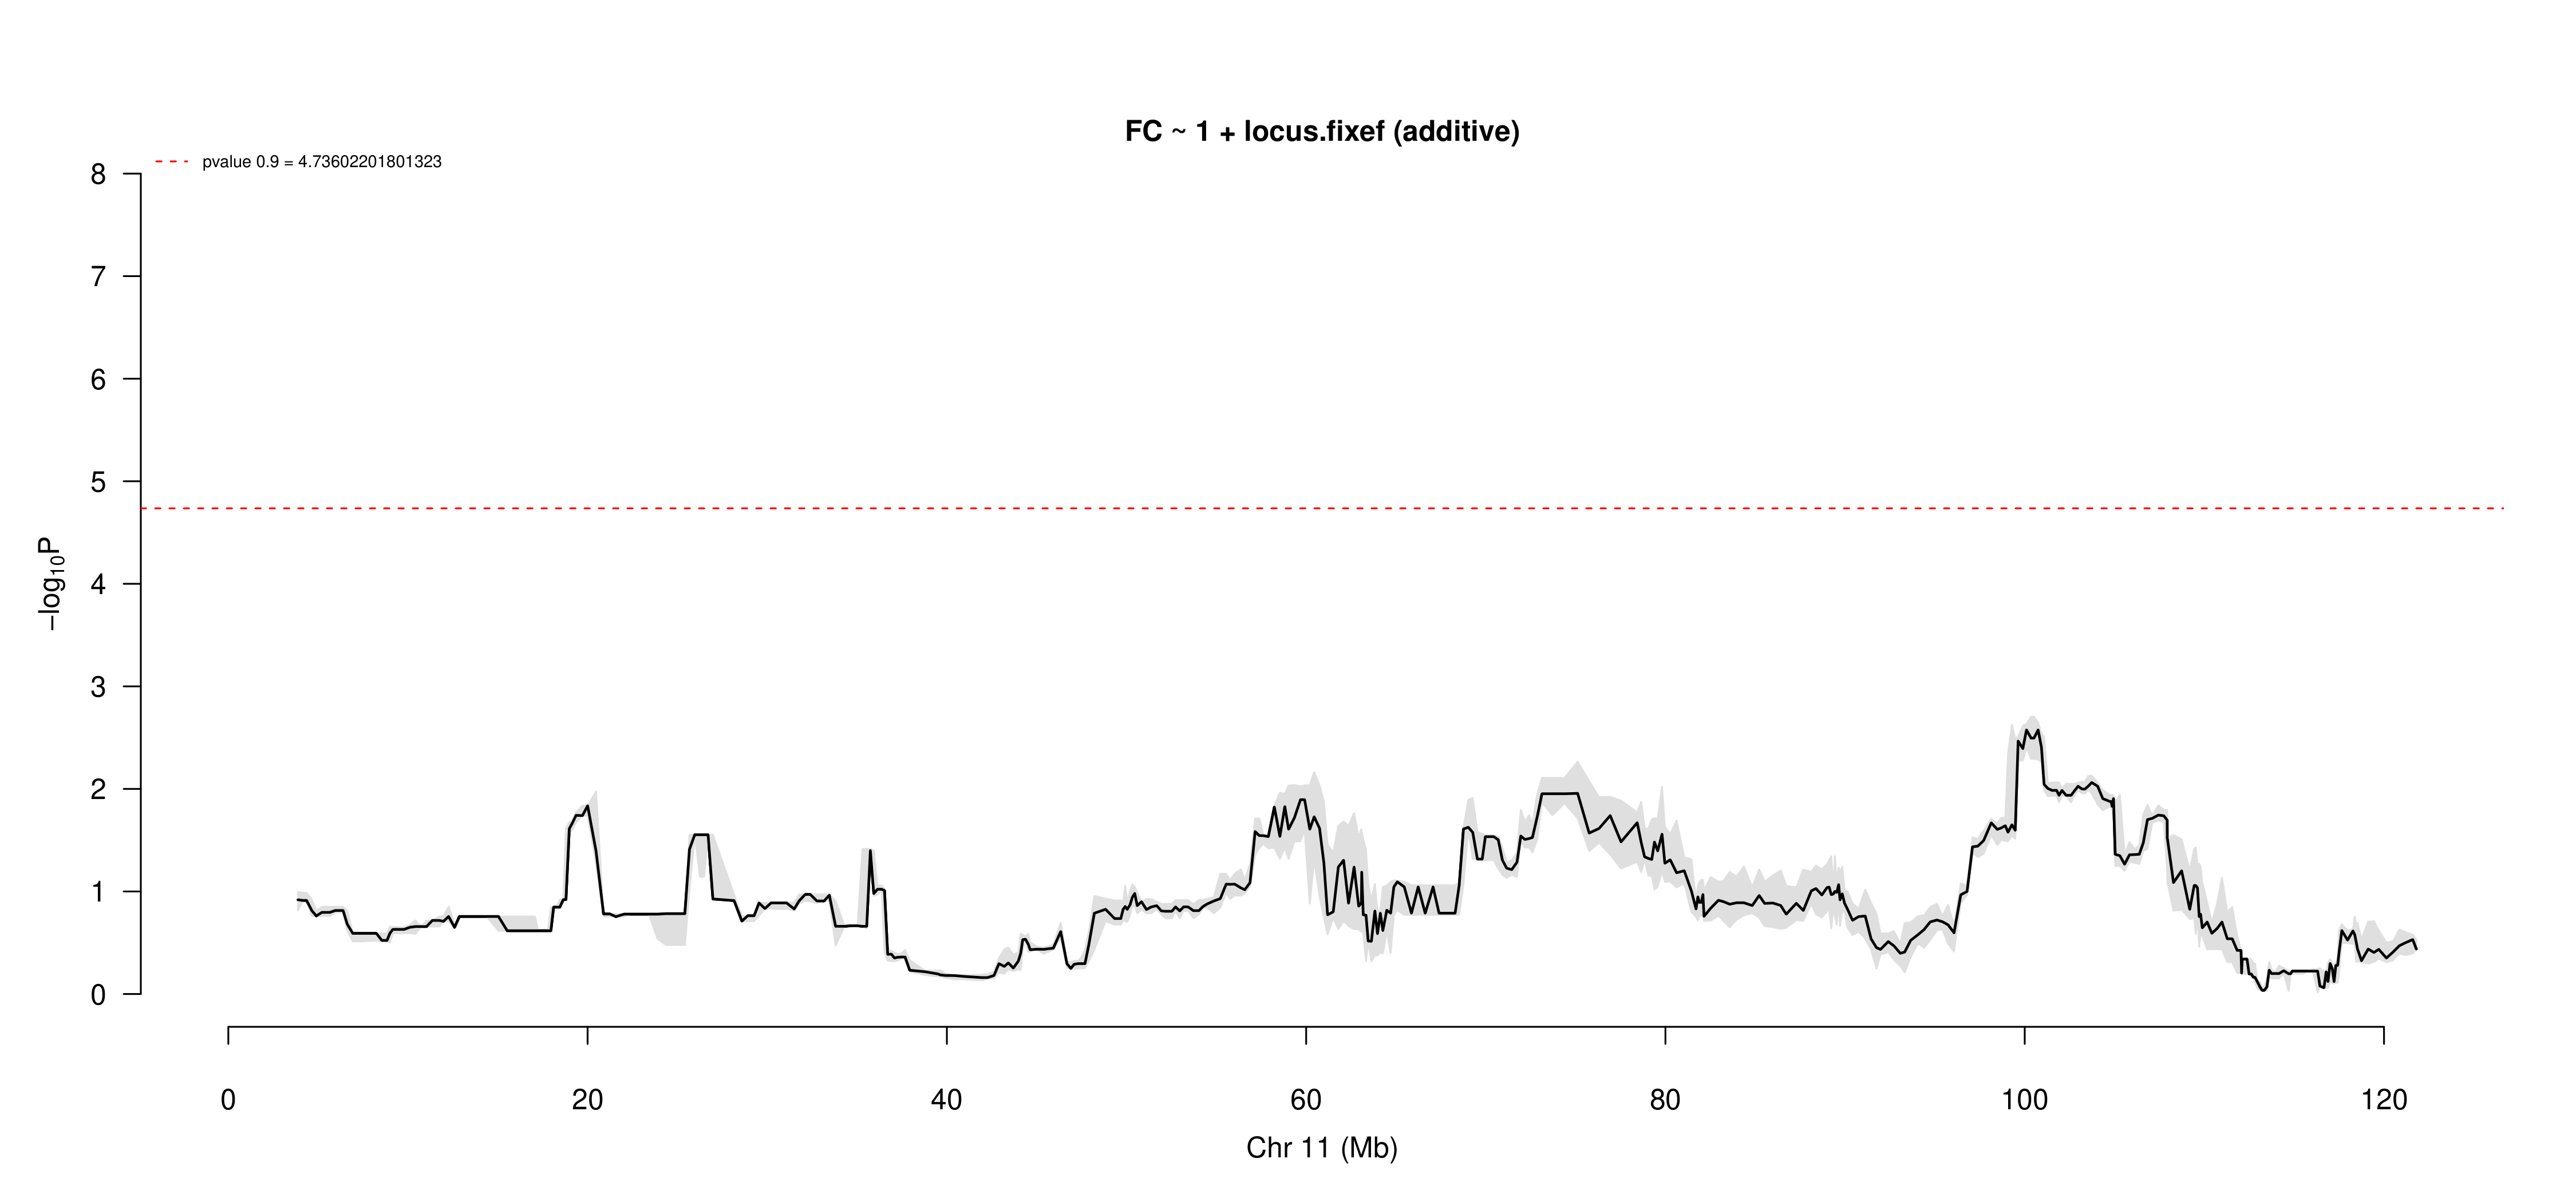 FC ~ 1 + locus.fixef (additive)
pvalue 0.9 = 4.73602201801323
8
7
6
5
4
3
2
1
0
−log10P
0 20 40 60 80 100 120
Chr 11 (Mb)